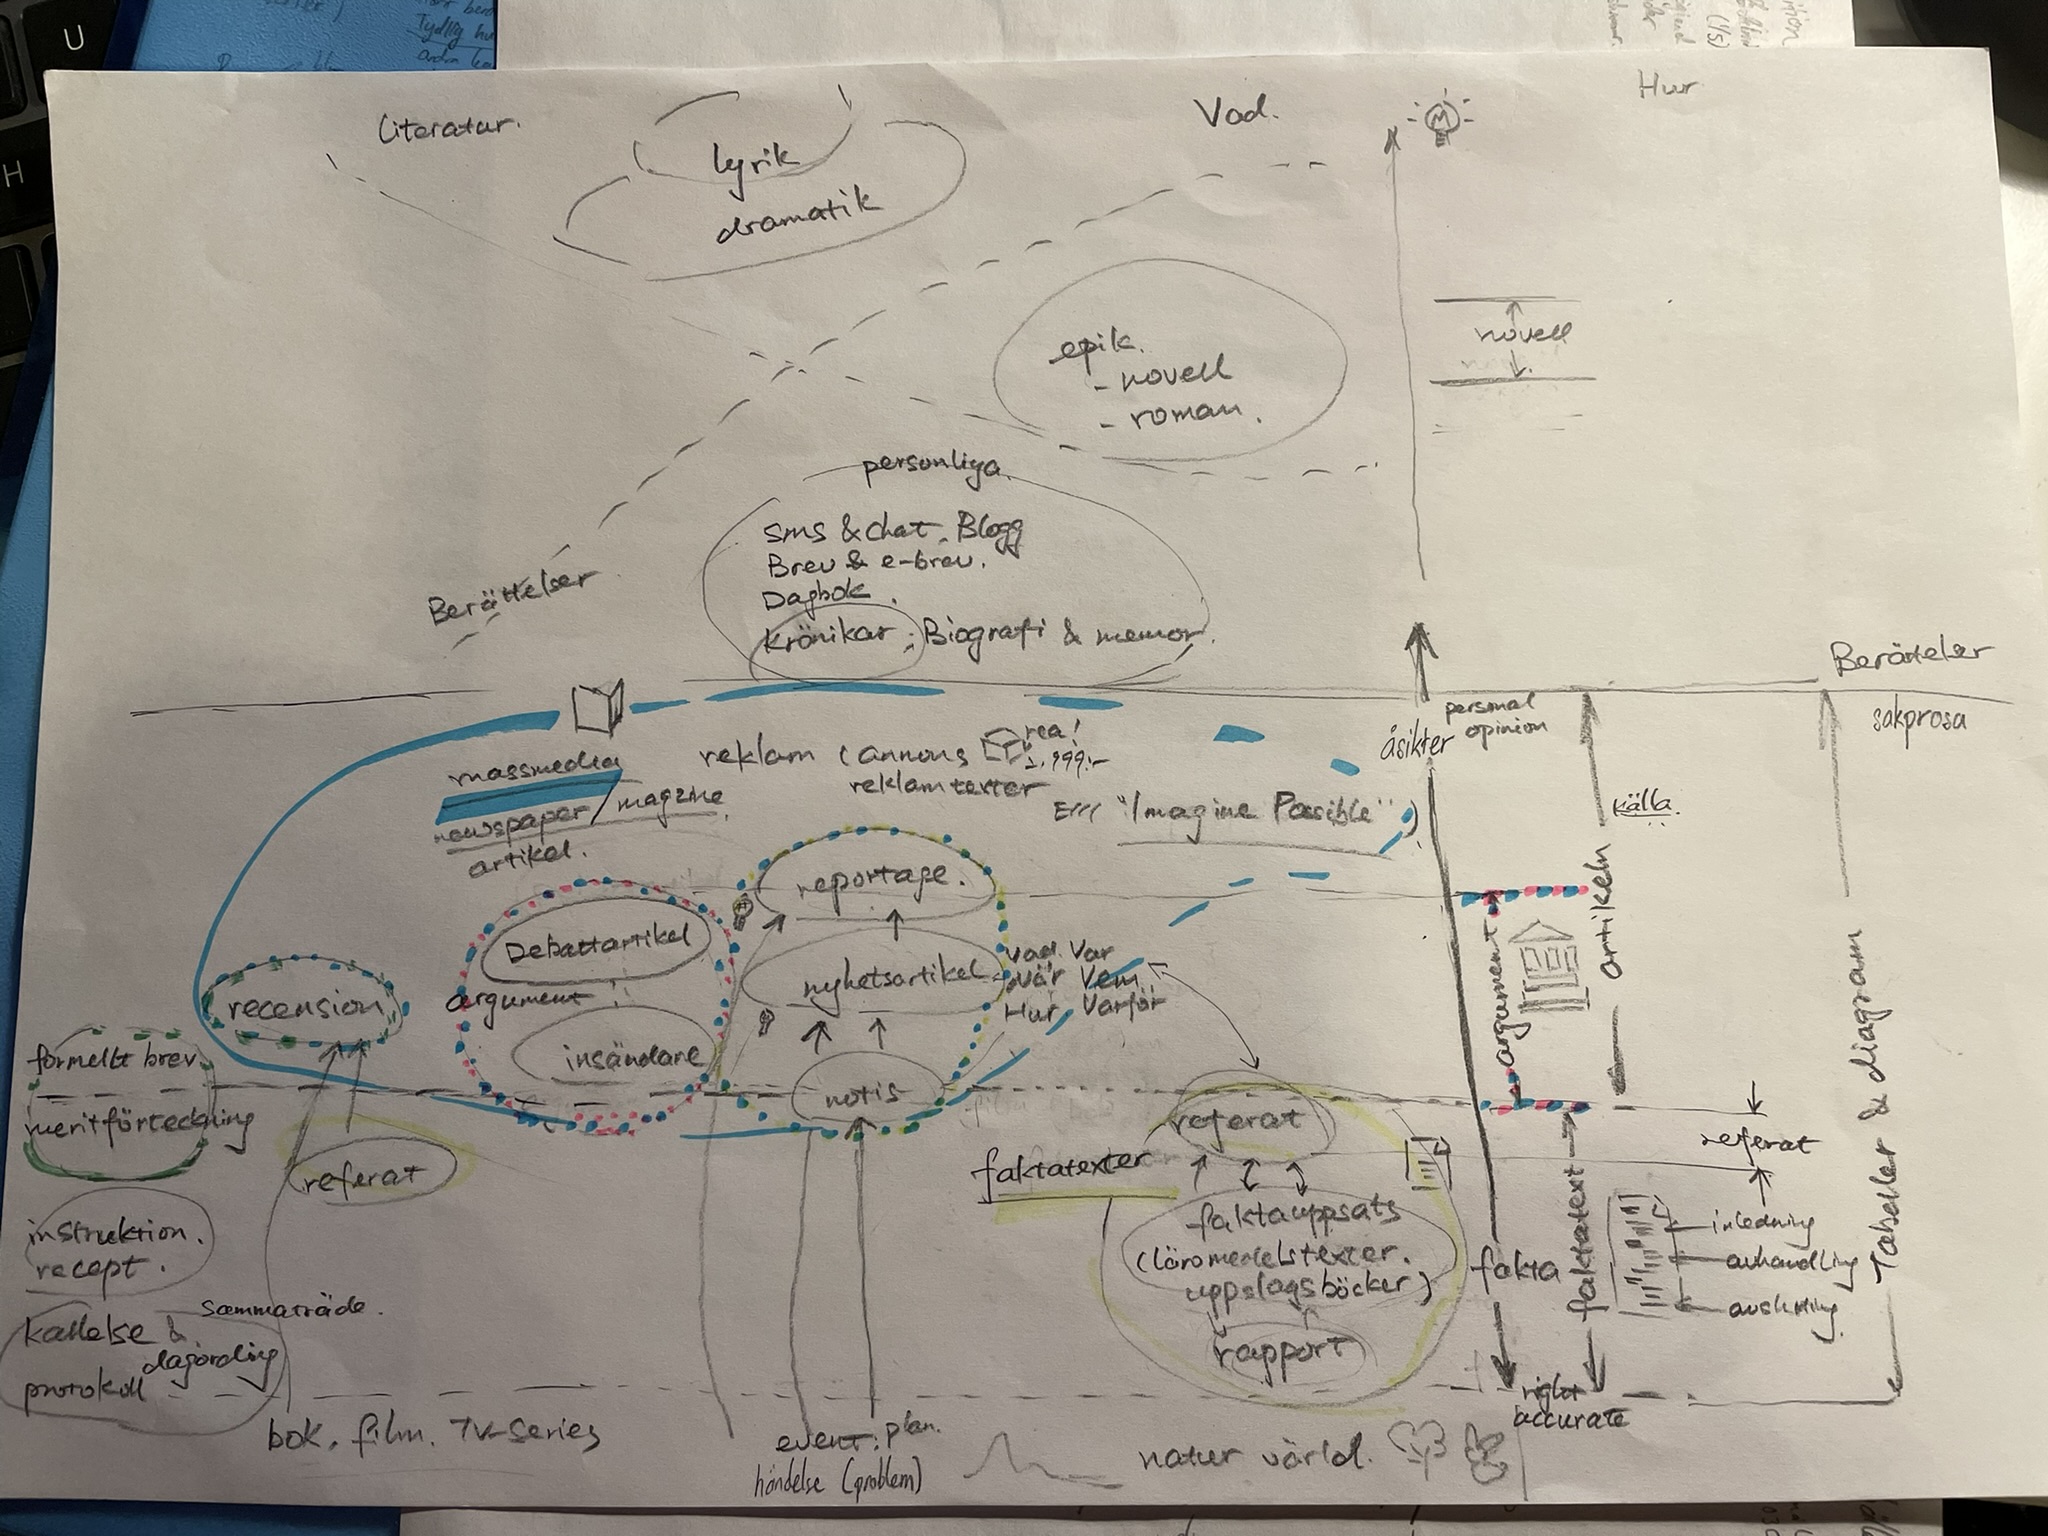 U
H
Literatur.
Vad.
Hur
lyrik
dramatik
epik.
- novell
- roman.
novell
personliga
SMS & chat. Blogg
Brev & e-brev.
Dagbok.
Krönikar ; Biografi & memor.
Berättelser
Berätteler
sakprosa
personal
opinion
åsikter
massmedia
newspaper/magzine
artikel.
reklam (annons rea!
1.999:-
reklamtexter
"Imagine Possible")
källa.
reportage.
Debattartikel
argument!
insändare
nyhetsartikel
Vad. Var
När Vem
Hur, Varför
notis
recension
formellt brev
meritförteckning
referat
referat
faktatexter
argument
artikeln
Tabeller & diagram
referat
faktauppsats
(läromedelstexter.
uppslagsböcker)
rapport
fakta
faktatext
inledning
avhandling
avslutning
instruktion.
recept.
sammaträde.
kallelse &
dagording
protokoll
right
accurate
bok. film. TV-series
event: plan.
händelse (problem)
natur värld.